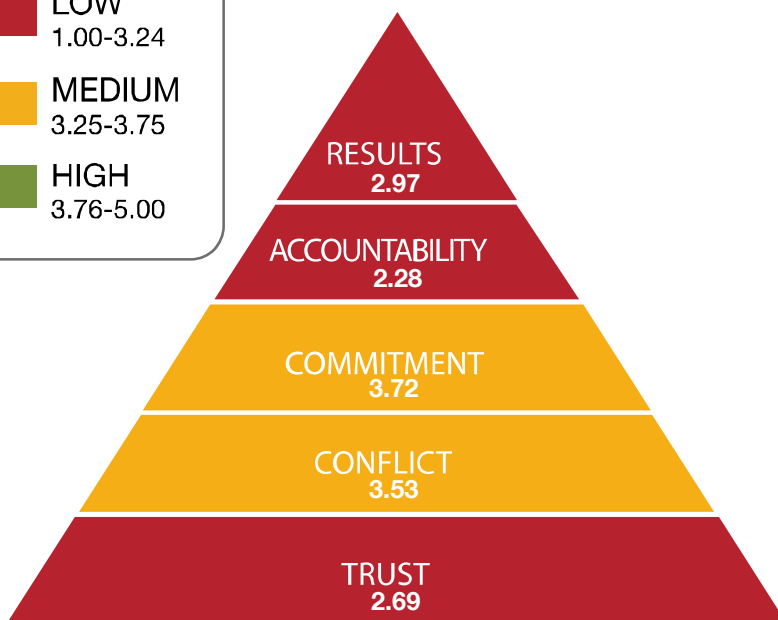 LOW
1.00-3.24
MEDIUM
3.25-3.75
HIGH
3.76-5.00
RESULTS
2.97
ACCOUNTABILITY
2.28
COMMITMENT
3.72
CONFLICT
3.53
TRUST
2.69